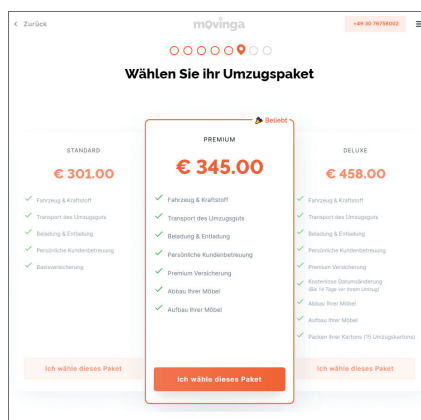 Zurück
movinga
+49 30 76758002
Wählen Sie ihr Umzugspaket
STANDARD
€ 301.00
Fahrzeug & Kraftstoff
Transport des Umzugsguts
Beladung & Entladung
Persönliche Kundenbetreuung
Basisversicherung
Ich wähle dieses Paket
Beliebt
PREMIUM
€ 345.00
Fahrzeug & Kraftstoff
Transport des Umzugsguts
Beladung & Entladung
Persönliche Kundenbetreuung
Premium Versicherung
Abbau Ihrer Möbel
Aufbau Ihrer Möbel
Ich wähle dieses Paket
DELUXE
€ 458.00
Fahrzeug & Kraftstoff
Transport des Umzugsguts
Beladung & Entladung
Persönliche Kundenbetreuung
Premium Versicherung
Kostenlose Datumsänderung
(Bis 14 Tage vor Ihrem Umzug)
Abbau Ihrer Möbel
Aufbau Ihrer Möbel
Packen Ihrer Kartons (15 Umzugskartons)
Ich wähle dieses Paket